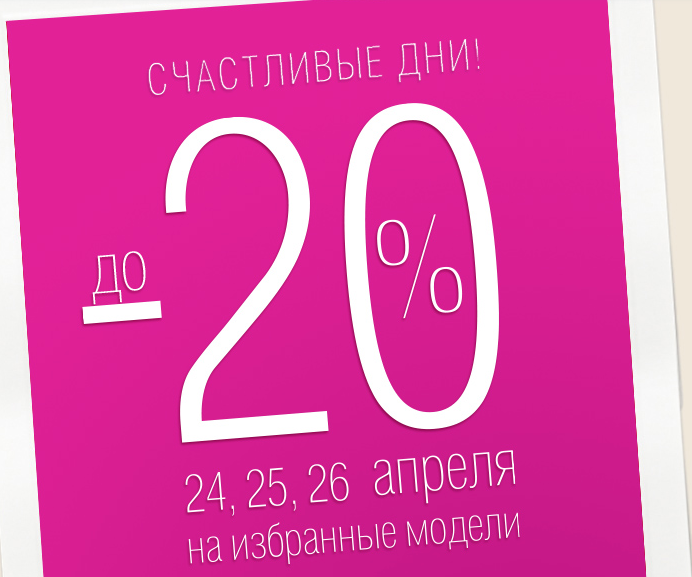 СЧАСТЛИВЫЕ ДНИ!
до
-20%
24, 25, 26 апреля
на избранные модели